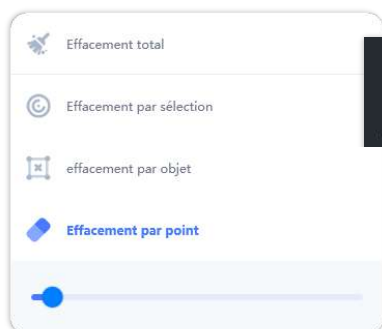 Effacement total
Effacement par sélection
effacement par objet
Effacement par point